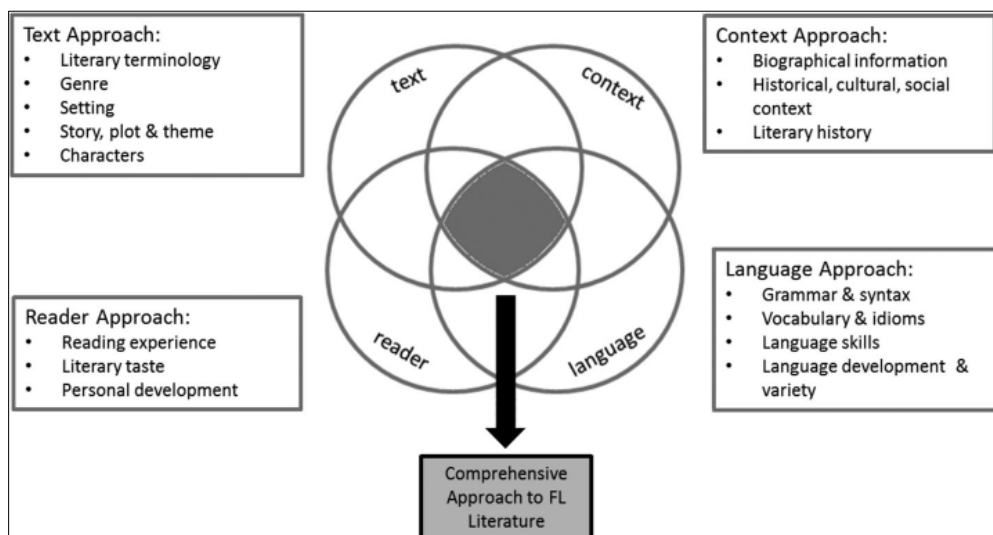 Text Approach:
• Literary terminology
• Genre
• Setting
• Story, plot & theme
• Characters
text
context
Context Approach:
• Biographical information
• Historical, cultural, social
context
• Literary history
Reader Approach:
• Reading experience
• Literary taste
• Personal development
reader
language
Language Approach:
• Grammar & syntax
• Vocabulary & idioms
• Language skills
• Language development &
variety
Comprehensive
Approach to FL
Literature